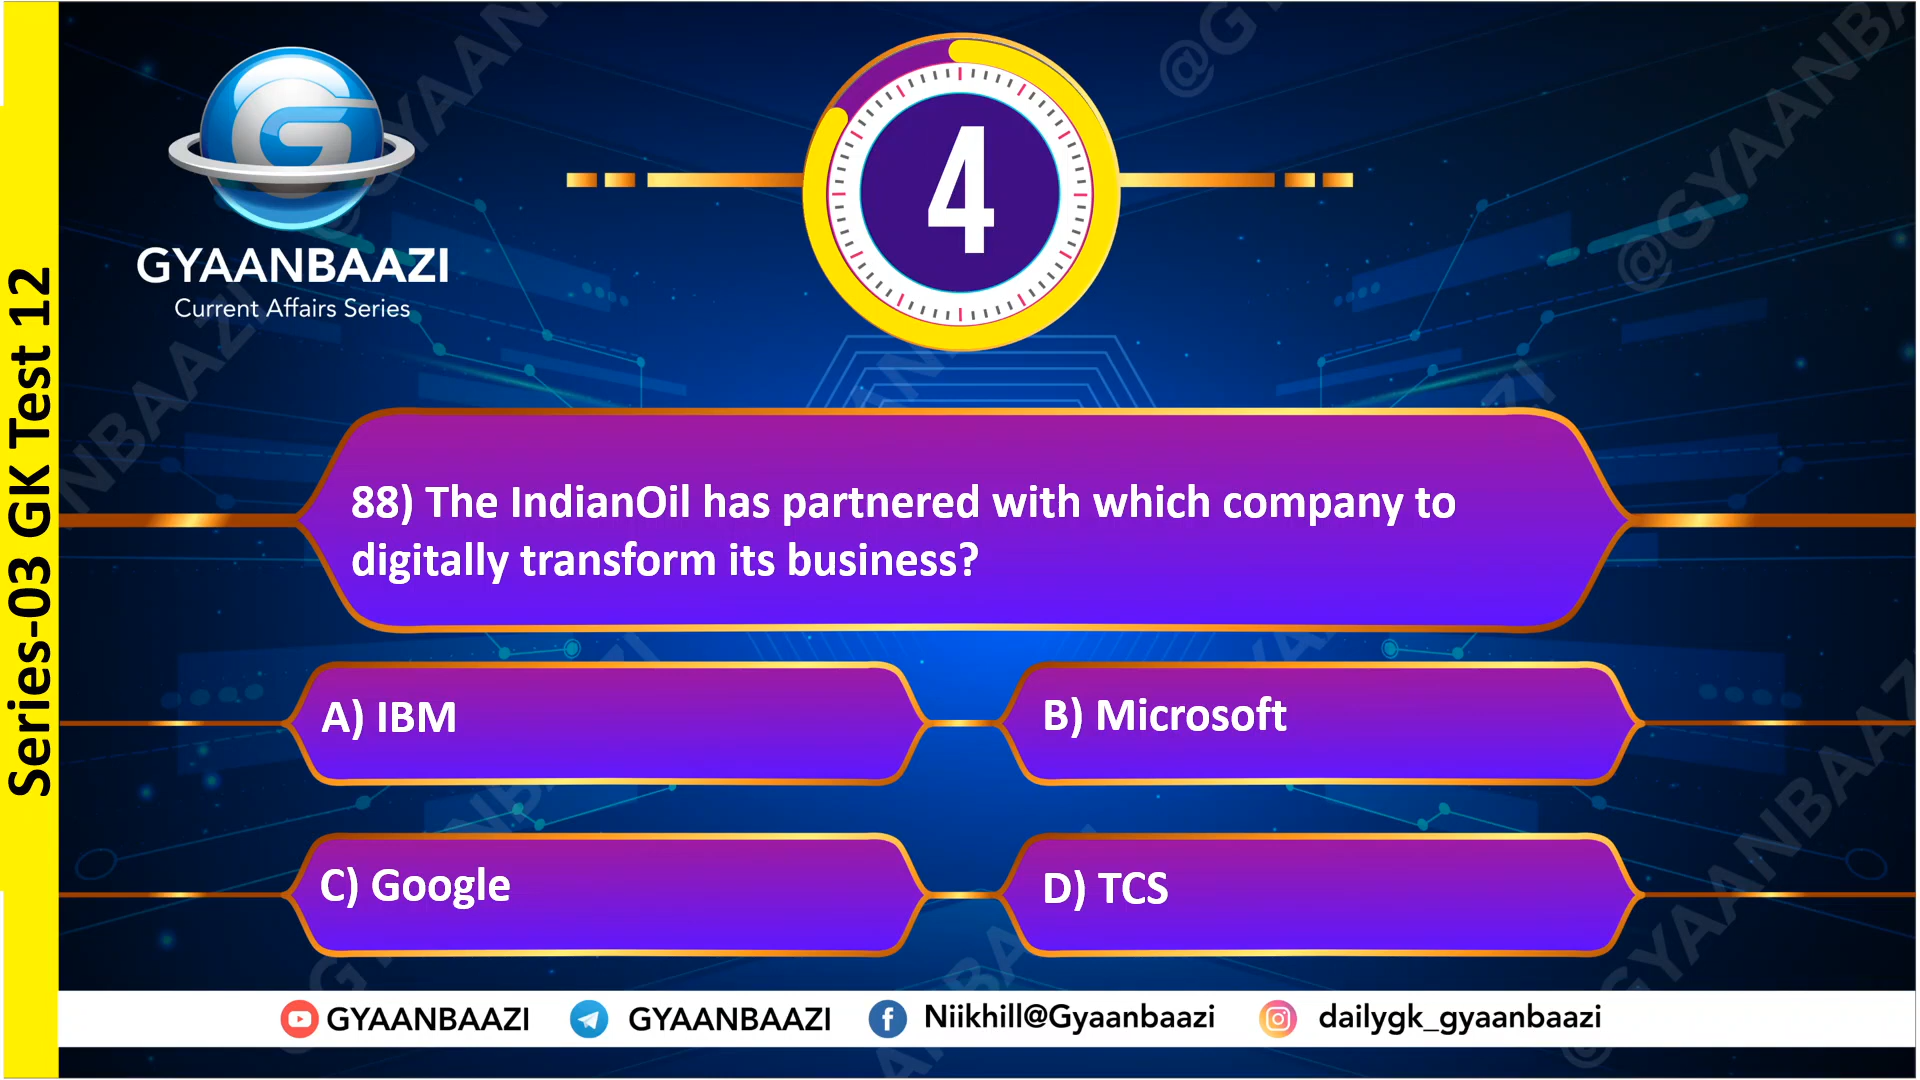 Series-03 GK Test 12
G
GYAANBAAZI
Current Affairs Series
4
88) The IndianOil has partnered with which company to
digitally transform its business?
A) IBM
B) Microsoft
C) Google
D) TCS
GYAANBAAZI GYAANBAAZI Niikhill@Gyaanbaazi dailygk_gyaanbaazi
@GYAANBAAZI